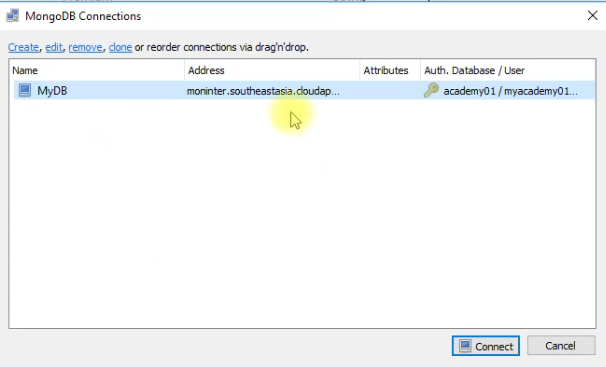 MongoDB Connections
Create, edit, remove, clone or reorder connections via drag'n'drop.
Name Address Attributes Auth. Database / User
MyDB moninter.southeastasia.cloudap... academy01 / myacademy01...
Connect Cancel